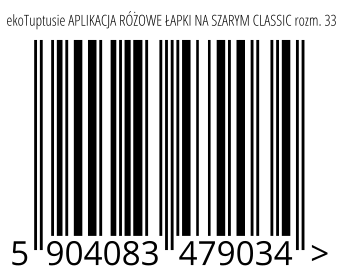 ekoTuptusie APLIKACJA RÓŻOWE ŁAPKI NA SZARYM CLASSIC rozm. 33
5 904083 479034 >